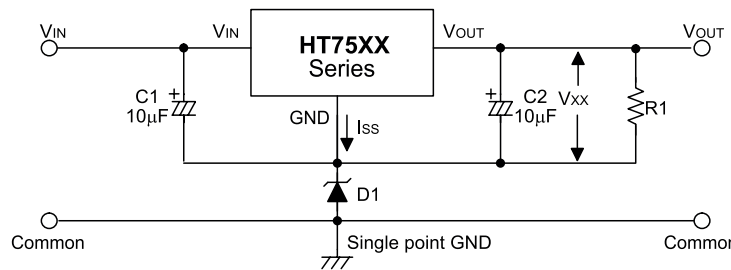 VIN
VIN
HT75XX
Series
VOUT
VOUT
C1
10μF
GND
ISS
C2
10μF
VXX
R1
D1
Common
Single point GND
Common